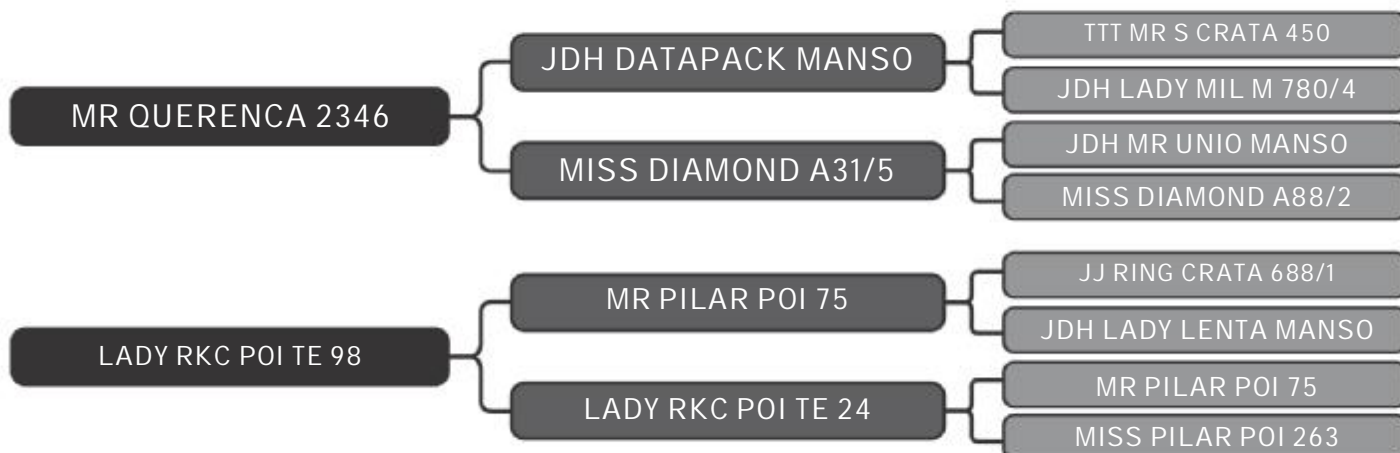 MR QUERENCA 2346
JDH DATAPACK MANSO
TTT MR S CRATA 450
JDH LADY MIL M 780/4
MISS DIAMOND A31/5
JDH MR UNIO MANSO
MISS DIAMOND A88/2
LADY RKC POI TE 98
MR PILAR POI 75
JJ RING CRATA 688/1
JDH LADY LENTA MANSO
LADY RKC POI TE 24
MR PILAR POI 75
MISS PILAR POI 263